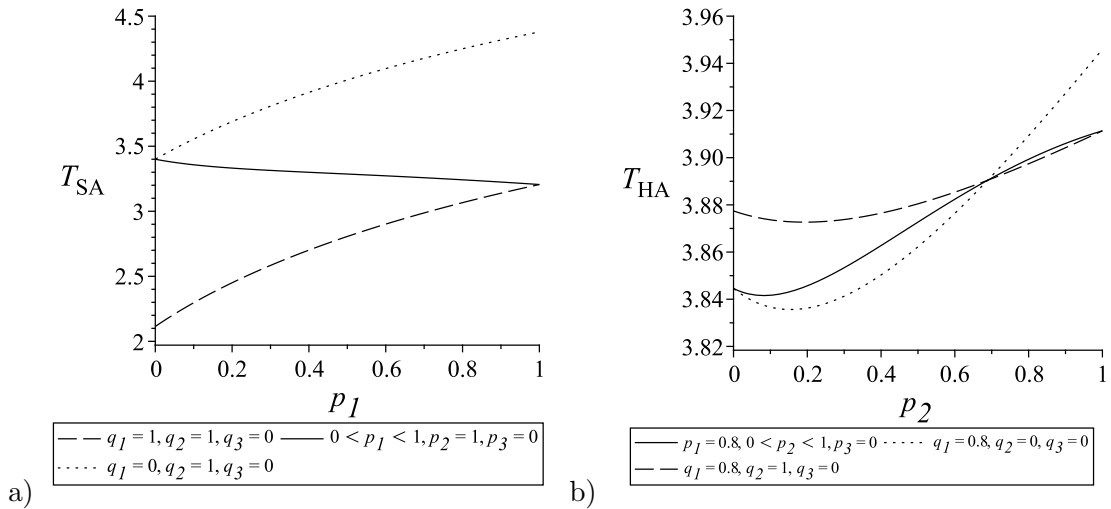 4.5
4
3.5
T_SA
3
2.5
2
0 0.2 0.4 0.6 0.8 1
p_1
q_1 = 1, q_2 = 1, q_3 = 0 0 < p_1 < 1, p_2 = 1, p_3 = 0
q_1 = 0, q_2 = 1, q_3 = 0
a)
3.96
3.94
3.92
3.90
T_HA
3.88
3.86
3.84
3.82
0 0.2 0.4 0.6 0.8 1
p_2
p_1 = 0.8, 0 < p_2 < 1, p_3 = 0 q_1 = 0.8, q_2 = 0, q_3 = 0
q_1 = 0.8, q_2 = 1, q_3 = 0
b)